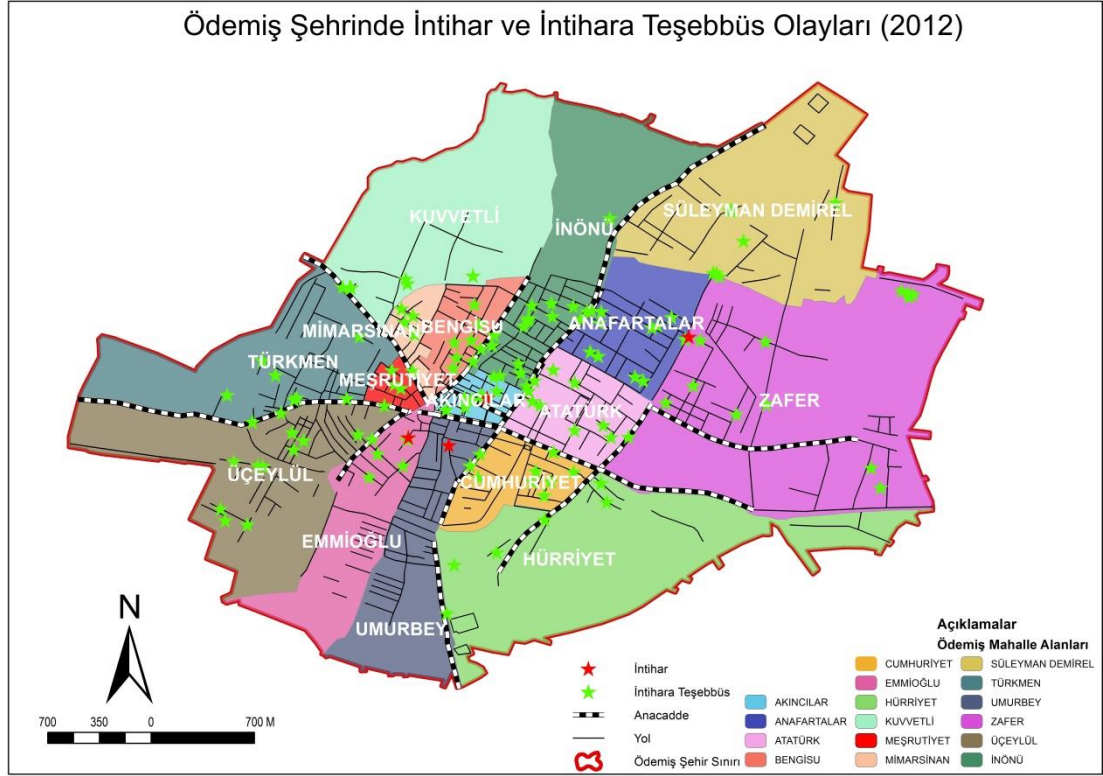 Ödemiş Şehrinde İntihar ve İntihara Teşebbüs Olayları (2012)
KUVVETLİ
İNÖNÜ
SÜLEYMAN DEMİREL
MİMARSİNAN
BENGİSU
ANAFARTALAR
TÜRKMEN
MEŞRUTİYET
AKINCILAR
ATATÜRK
ZAFER
ÜÇEYLÜL
CUMHURİYET
EMMİOĞLU
HÜRRİYET
UMURBEY
N
700 350 0 700 M
İntihar
İntihara Teşebbüs
Anacadde
Yol
Ödemiş Şehir Sınırı
Açıklamalar
Ödemiş Mahalle Alanları
AKINCILAR
ANAFARTALAR
ATATÜRK
BENGİSU
CUMHURİYET
EMMİOĞLU
HÜRRİYET
KUVVETLİ
MEŞRUTİYET
MİMARSİNAN
SÜLEYMAN DEMİREL
TÜRKMEN
UMURBEY
ZAFER
ÜÇEYLÜL
İNÖNÜ